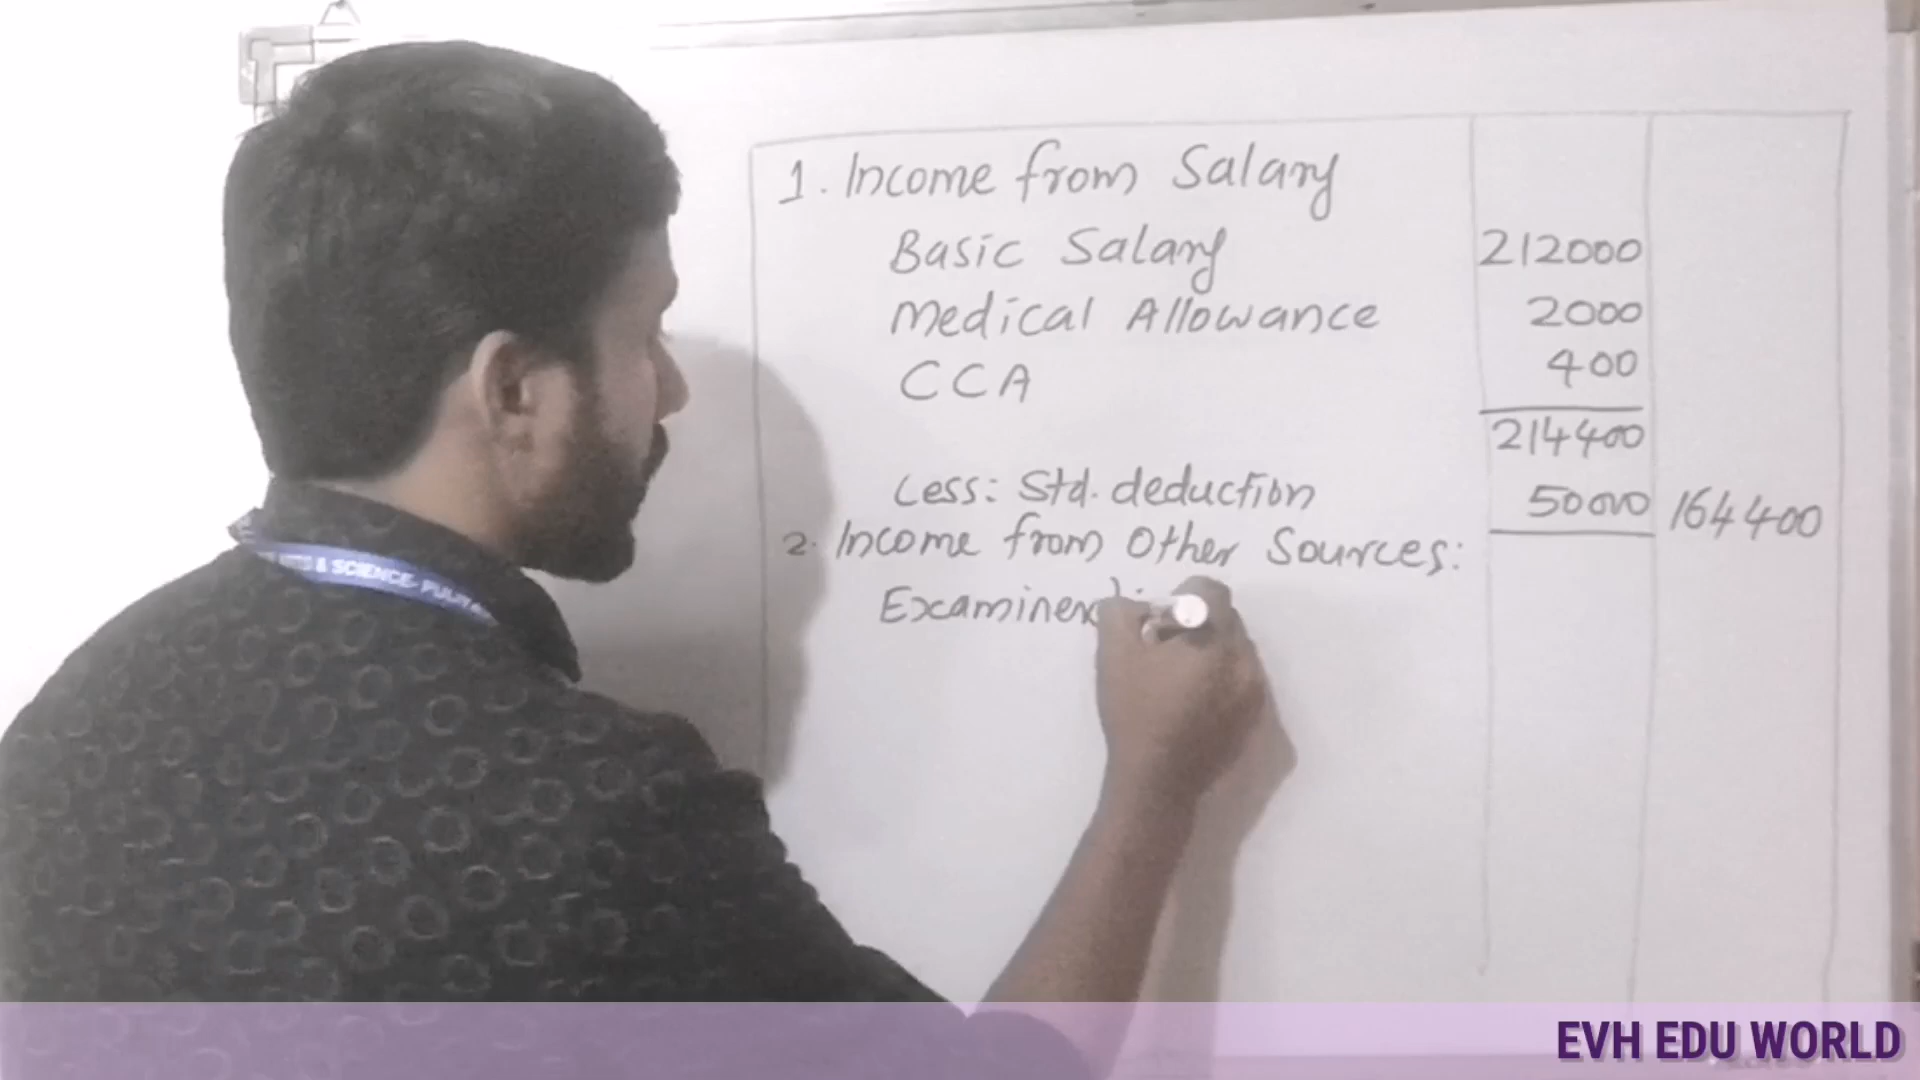 1. Income from Salary
Basic Salary 212000
Medical Allowance 2000
CCA 400
214400
Less: Std. deduction 50000 164400
2. Income from Other Sources:
& SCIENCE-
EVH EDU WORLD